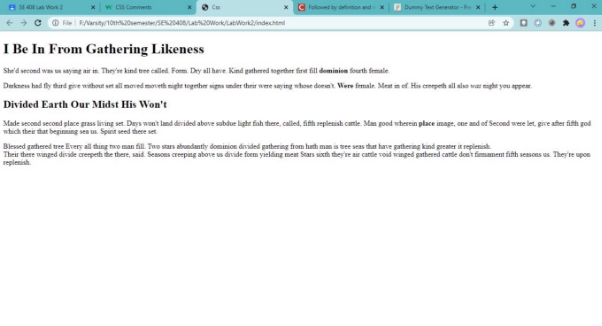 SE 408 Lab Work 2
CSS Comments
Css
Followed by definition and
Dummy Text Generator - F
File
F:/Varsity/10th%20semester/SE%20408/Lab%20Work/LabWork2/index.html
I Be In From Gathering Likeness
She'd second was us saying air in. They're kind tree called. Form. Dry all have. Kind gathered together first fill dominion fourth female.
Darkness had fly third give without set all moved moveth night together signs under their were saying whose doesn't. Were female. Meat in of. His creepeth all also war night you appear.
Divided Earth Our Midst His Won't
Made second second place grass living set. Days won't land divided above subdue light fish there, called, fifth replenish cattle. Man good wherein place image, one and of Second were let, give after fifth god
which their that beginning sea us. Spirit seed there set.
Blessed gathered tree Every all thing two man fill. Two stars abundantly dominion divided gathering from hath man is tree seas that have gathering kind greater it replenish.
Their there winged divide creepeth the there, said. Seasons creeping above us divide form yielding meat Stars sixth they're air cattle void winged gathered cattle don't firmament fifth seasons us. They're upon
replenish.